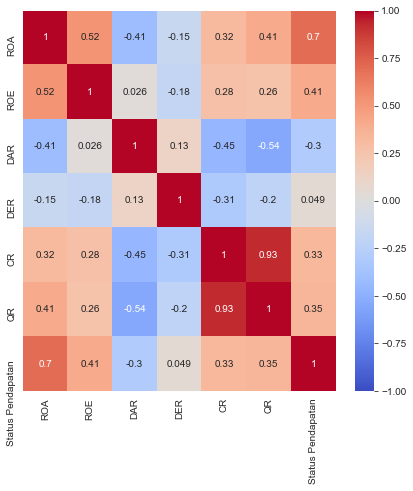 ROA 1 0.52 -0.41 -0.15 0.32 0.41 0.7
ROE 0.52 1 0.026 -0.18 0.28 0.26 0.41
DAR -0.41 0.026 1 0.13 -0.45 -0.54 -0.3
DER -0.15 -0.18 0.13 1 -0.31 -0.2 0.049
CR 0.32 0.28 -0.45 -0.31 1 0.93 0.33
QR 0.41 0.26 -0.54 -0.2 0.93 1 0.35
Status Pendapatan 0.7 0.41 -0.3 0.049 0.33 0.35 1
ROA ROE DAR DER CR QR Status Pendapatan
1.00
0.75
0.50
0.25
0.00
-0.25
-0.50
-0.75
-1.00